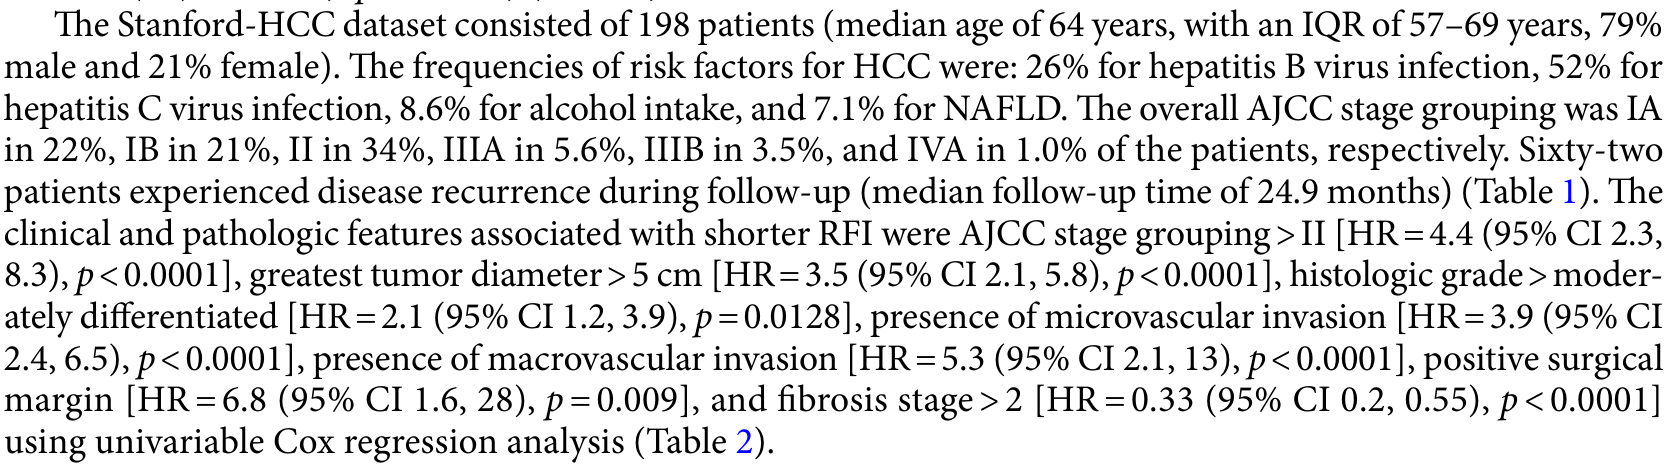 The Stanford-HCC dataset consisted of 198 patients (median age of 64 years, with an IQR of 57–69 years, 79%
male and 21% female). The frequencies of risk factors for HCC were: 26% for hepatitis B virus infection, 52% for
hepatitis C virus infection, 8.6% for alcohol intake, and 7.1% for NAFLD. The overall AJCC stage grouping was IA
in 22%, IB in 21%, II in 34%, IIIA in 5.6%, IIIB in 3.5%, and IVA in 1.0% of the patients, respectively. Sixty-two
patients experienced disease recurrence during follow-up (median follow-up time of 24.9 months) (Table 1). The
clinical and pathologic features associated with shorter RFI were AJCC stage grouping > II [HR = 4.4 (95% CI 2.3,
8.3), p < 0.0001], greatest tumor diameter > 5 cm [HR = 3.5 (95% CI 2.1, 5.8), p < 0.0001], histologic grade > moder-
ately differentiated [HR = 2.1 (95% CI 1.2, 3.9), p = 0.0128], presence of microvascular invasion [HR = 3.9 (95% CI
2.4, 6.5), p < 0.0001], presence of macrovascular invasion [HR = 5.3 (95% CI 2.1, 13), p < 0.0001], positive surgical
margin [HR = 6.8 (95% CI 1.6, 28), p = 0.009], and fibrosis stage > 2 [HR = 0.33 (95% CI 0.2, 0.55), p < 0.0001]
using univariable Cox regression analysis (Table 2).